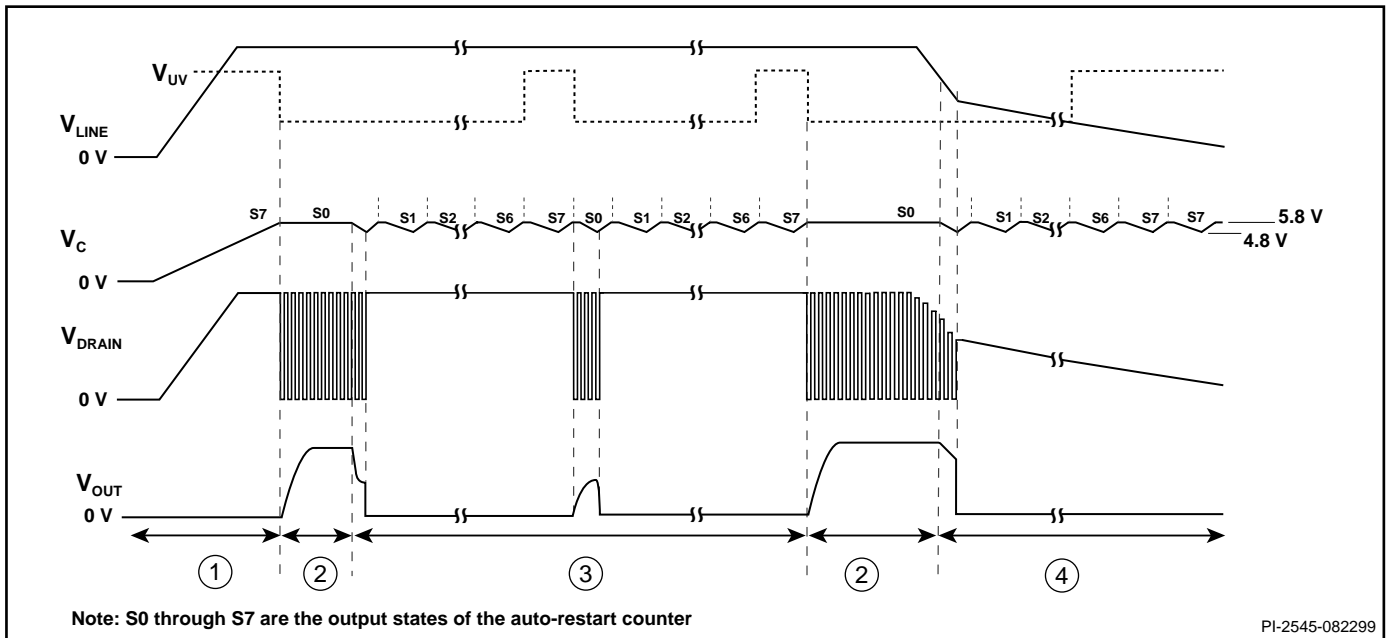 V_UV
V_LINE
0 V
S7 S0 S1 S2 S6 S7 S0 S1 S2 S6 S7 S0 S1 S2 S6 S7 S7 5.8 V
V_C
4.8 V
0 V
V_DRAIN
0 V
V_OUT
0 V
1 2 3 2 4
Note: S0 through S7 are the output states of the auto-restart counter
PI-2545-082299